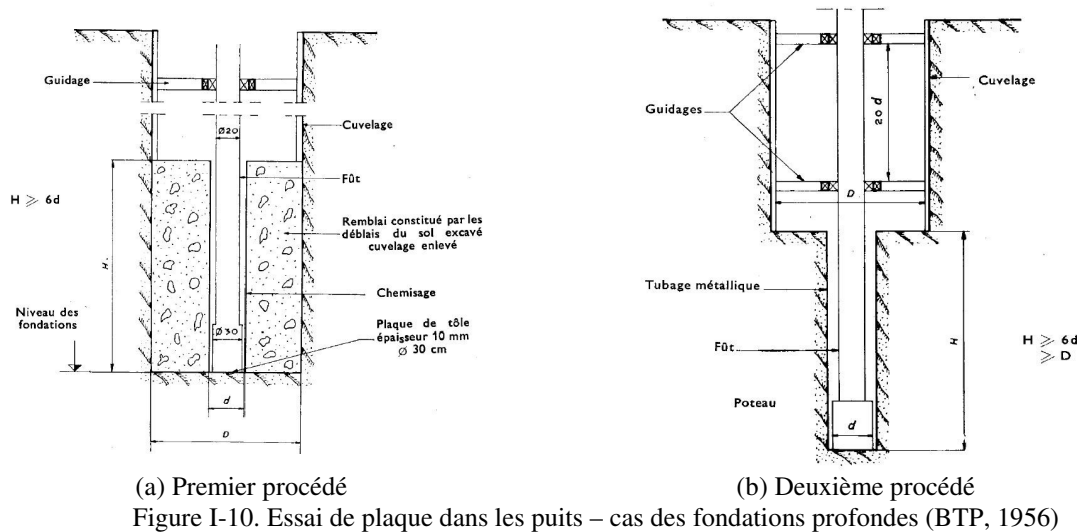 Guidage
Ø20
Cuvelage
Fût
H ⩾ 6d
Remblai constitué par les
déblais du sol excavé
cuvelage enlevé
H
Chemisage
Niveau des
fondations
Ø30
Plaque de tôle
épaisseur 10 mm
Ø 30 cm
d
D
Cuvelage
Guidages
20d
D
Tubage métallique
Fût
H
H ⩾ 6d
⩾ D
Poteau
d
(a) Premier procédé
(b) Deuxième procédé
Figure I-10. Essai de plaque dans les puits – cas des fondations profondes (BTP, 1956)